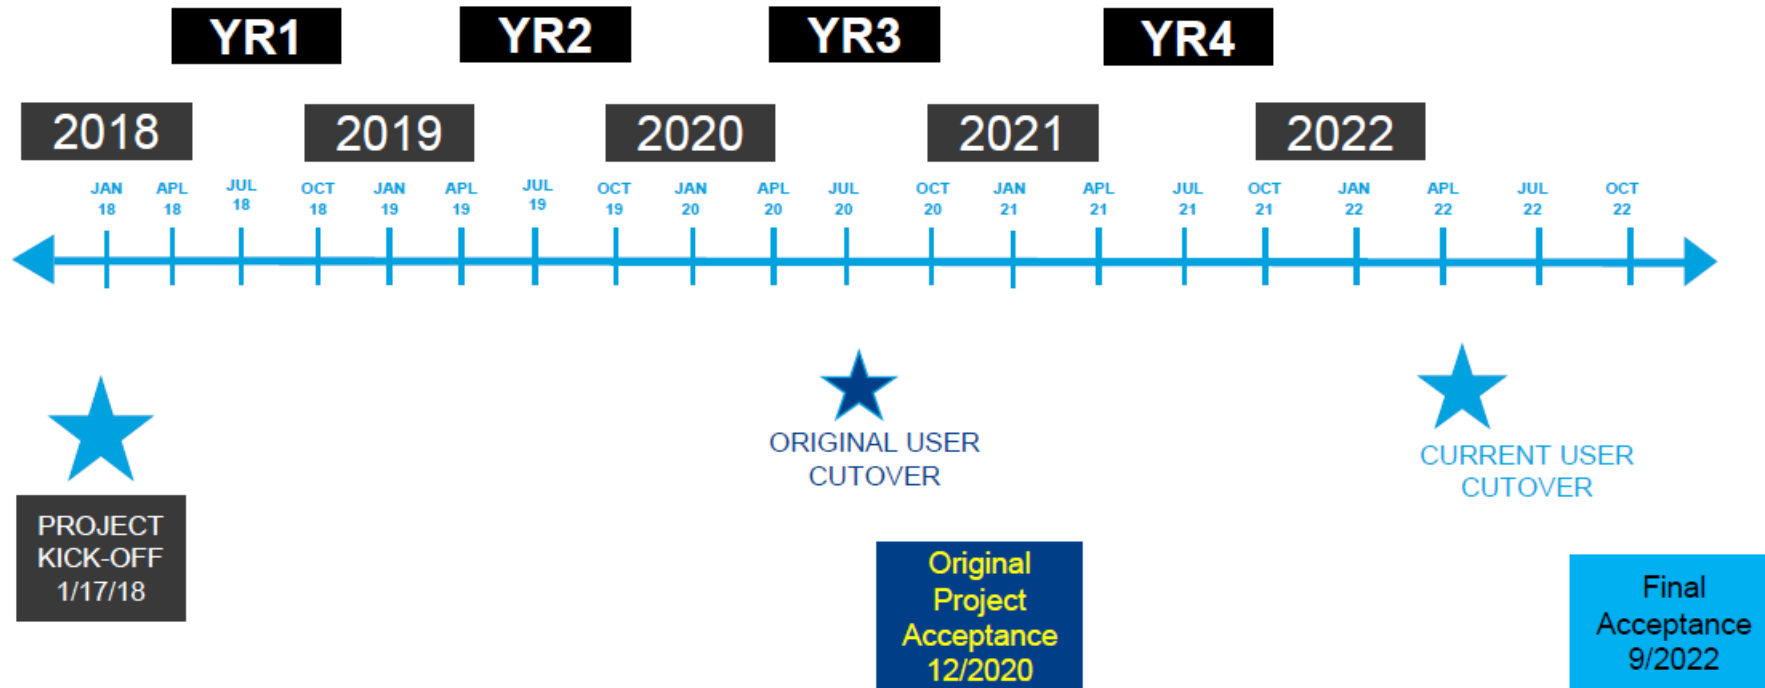 YR1
YR2
YR3
YR4
2018
2019
2020
2021
2022
JAN
18
APL
18
JUL
18
OCT
18
JAN
19
APL
19
JUL
19
OCT
19
JAN
20
APL
20
JUL
20
OCT
20
JAN
21
APL
21
JUL
21
OCT
21
JAN
22
APL
22
JUL
22
OCT
22
PROJECT
KICK-OFF
1/17/18
ORIGINAL USER
CUTOVER
Original
Project
Acceptance
12/2020
CURRENT USER
CUTOVER
Final
Acceptance
9/2022